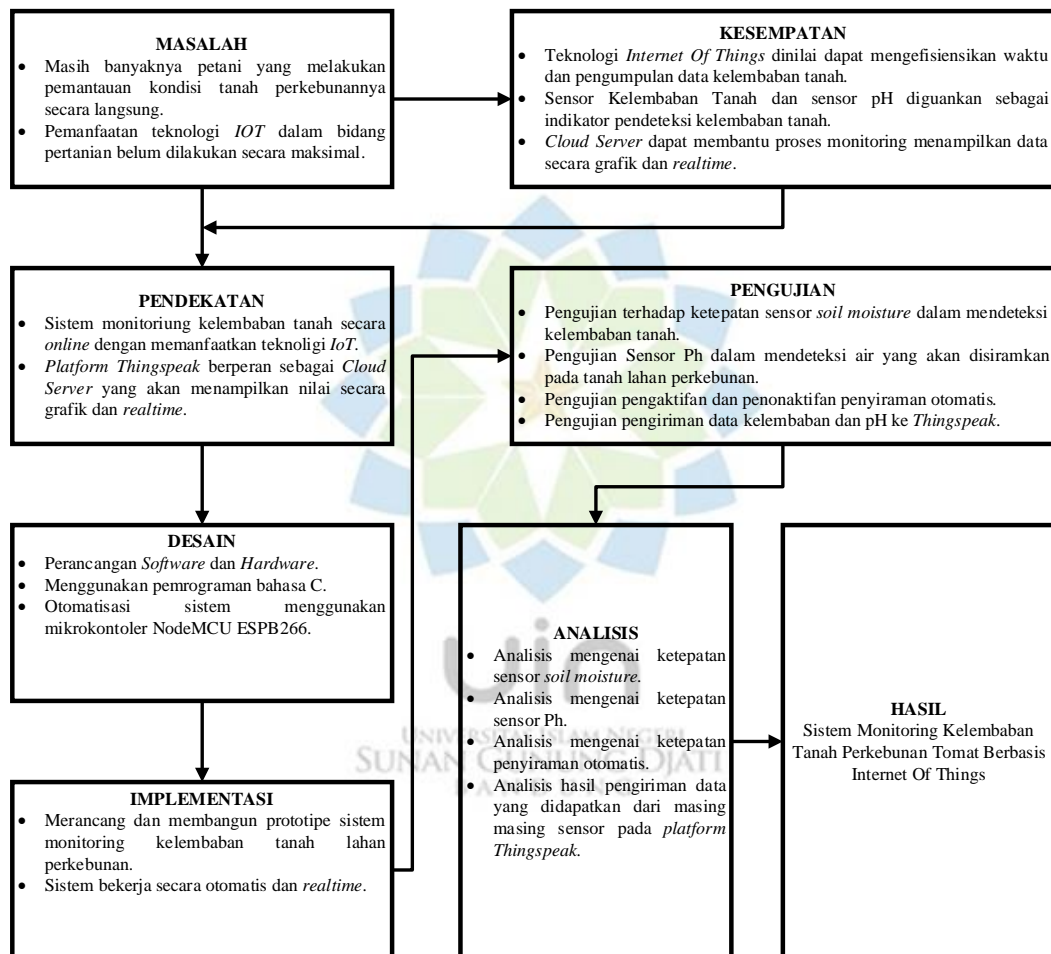 MASALAH
• Masih banyaknya petani yang melakukan
pemantauan kondisi tanah perkebunannya
secara langsung.
• Pemanfaatan teknologi IOT dalam bidang
pertanian belum dilakukan secara maksimal.
KESEMPATAN
• Teknologi Internet Of Things dinilai dapat mengefisiensikan waktu
dan pengumpulan data kelembaban tanah.
• Sensor Kelembaban Tanah dan sensor pH diguankan sebagai
indikator pendeteksi kelembaban tanah.
• Cloud Server dapat membantu proses monitoring menampilkan data
secara grafik dan realtime.
PENDEKATAN
• Sistem monitoriung kelembaban tanah secara
online dengan memanfaatkan teknoligi IoT.
• Platform Thingspeak berperan sebagai Cloud
Server yang akan menampilkan nilai secara
grafik dan realtime.
PENGUJIAN
• Pengujian terhadap ketepatan sensor soil moisture dalam mendeteksi
kelembaban tanah.
• Pengujian Sensor Ph dalam mendeteksi air yang akan disiramkan
pada tanah lahan perkebunan.
• Pengujian pengaktifan dan penonaktifan penyiraman otomatis.
• Pengujian pengiriman data kelembaban dan pH ke Thingspeak.
DESAIN
• Perancangan Software dan Hardware.
• Menggunakan pemrograman bahasa C.
• Otomatisasi sistem menggunakan
mikrokontoler NodeMCU ESPB266.
IMPLEMENTASI
• Merancang dan membangun prototipe sistem
monitoring kelembaban tanah lahan
perkebunan.
• Sistem bekerja secara otomatis dan realtime.
ANALISIS
• Analisis mengenai ketepatan
sensor soil moisture.
• Analisis mengenai ketepatan
sensor Ph.
• Analisis mengenai ketepatan
penyiraman otomatis.
• Analisis hasil pengiriman data
yang didapatkan dari masing
masing sensor pada platform
Thingspeak.
HASIL
Sistem Monitoring Kelembaban
Tanah Perkebunan Tomat Berbasis
Internet Of Things
uin
UNIVERSITAS ISLAM NEGERI
SUNAN GUNUNG DJATI
BANDUNG